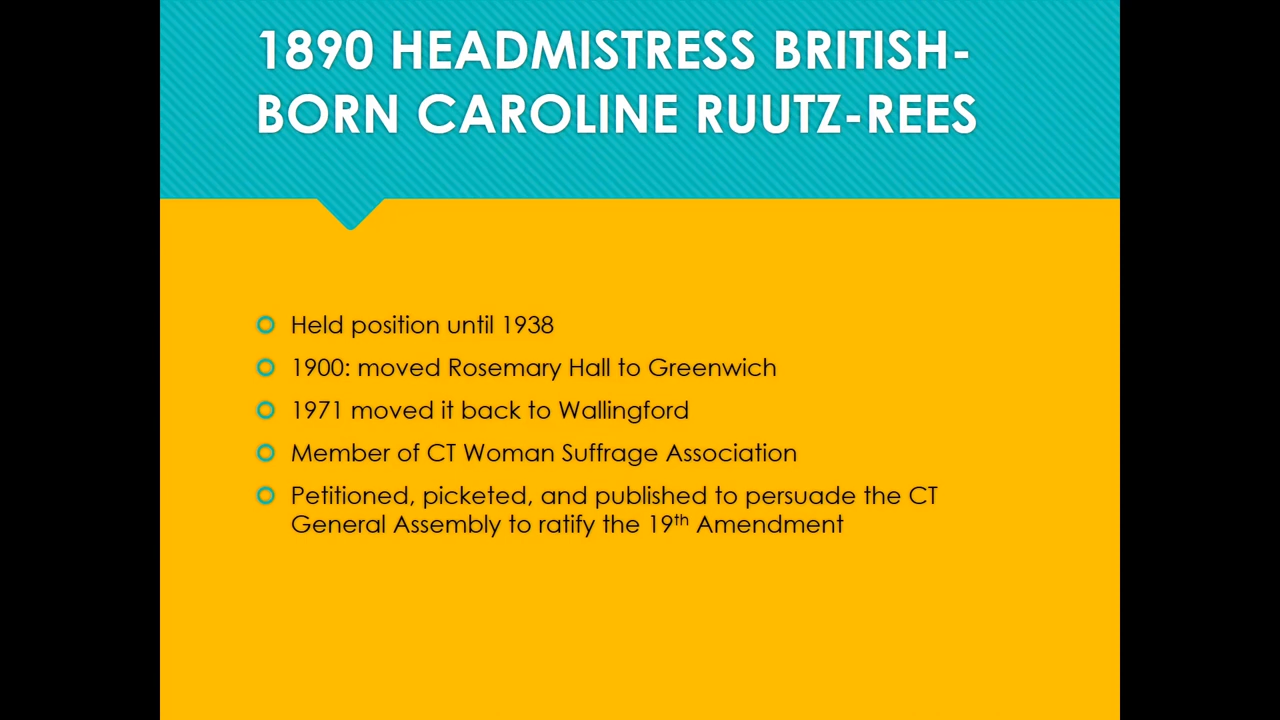 1890 HEADMISTRESS BRITISH-
BORN CAROLINE RUUTZ-REES
Held position until 1938
1900: moved Rosemary Hall to Greenwich
1971 moved it back to Wallingford
Member of CT Woman Suffrage Association
Petitioned, picketed, and published to persuade the CT
General Assembly to ratify the 19th Amendment